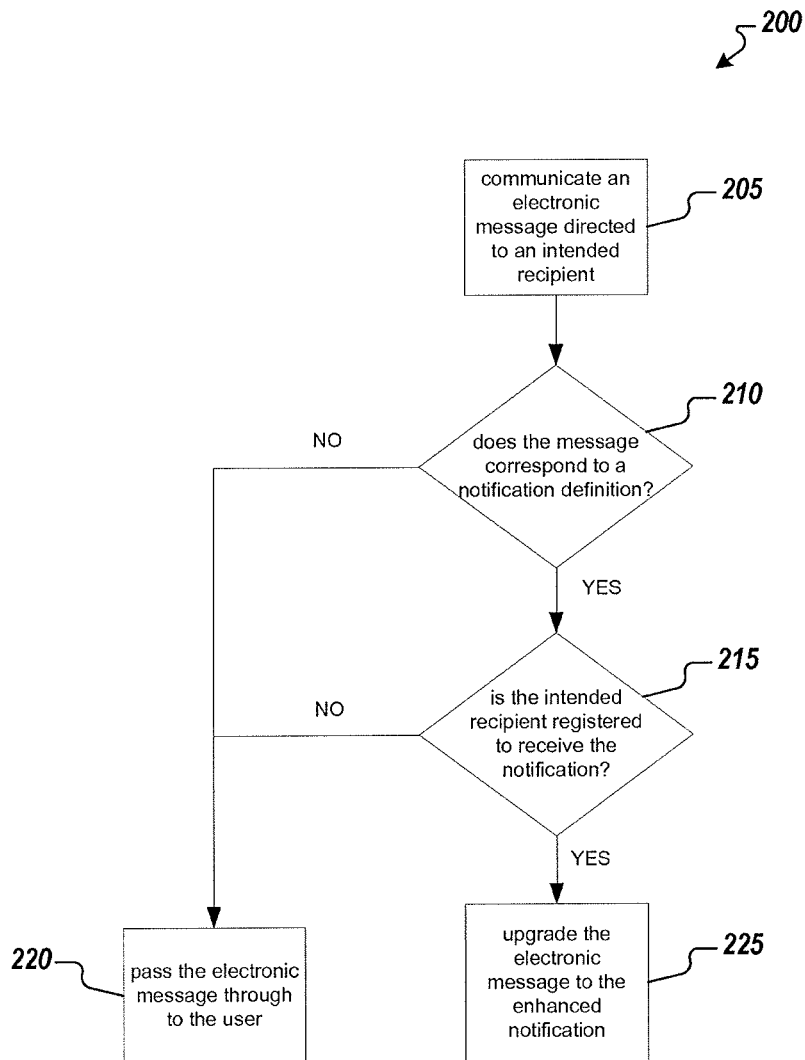 200
communicate an
electronic
message directed
to an intended
recipient
205
210
does the message
correspond to a
notification definition?
NO
YES
215
is the intended
recipient registered
to receive the
notification?
NO
YES
220
pass the electronic
message through
to the user
upgrade the
electronic
message to the
enhanced
notification
225